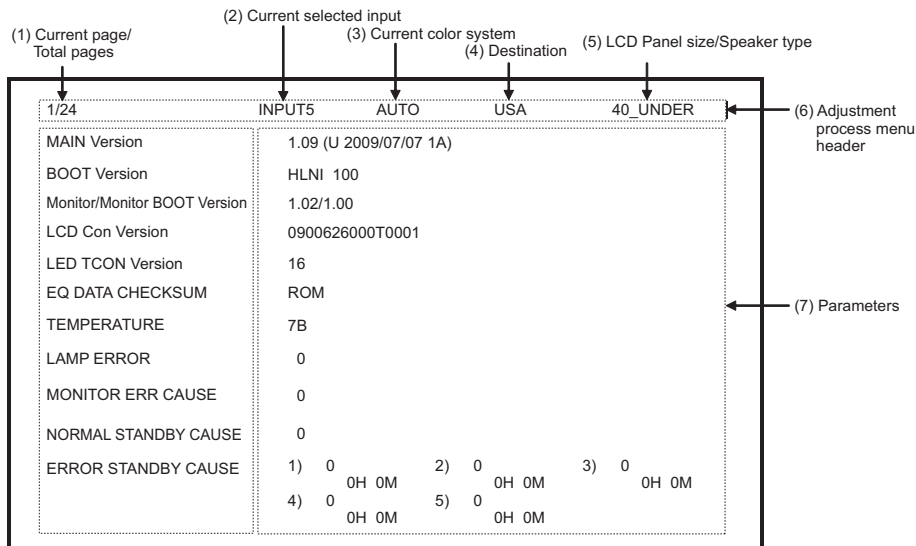 (2) Current selected input
(1) Current page/
Total pages
(3) Current color system
(4) Destination
(5) LCD Panel size/Speaker type
1/24 INPUT5 AUTO USA 40_UNDER
(6) Adjustment
process menu
header
MAIN Version 1.09 (U 2009/07/07 1A)
BOOT Version HLNI 100
Monitor/Monitor BOOT Version 1.02/1.00
LCD Con Version 0900626000T0001
LED TCON Version 16
EQ DATA CHECKSUM ROM
(7) Parameters
TEMPERATURE 7B
LAMP ERROR 0
MONITOR ERR CAUSE 0
NORMAL STANDBY CAUSE 0
ERROR STANDBY CAUSE 1) 0 2) 0 3) 0
0H 0M 0H 0M 0H 0M
4) 0 5) 0
0H 0M 0H 0M